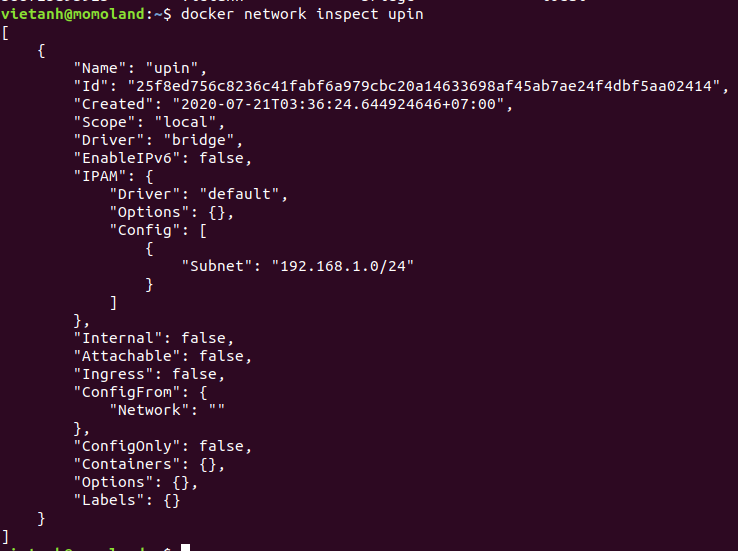 vietanh@momoland:~$ docker network inspect upin
[
    {
        "Name": "upin",
        "Id": "25f8ed756c8236c41fabf6a979cbc20a14633698af45ab7ae24f4dbf5aa02414",
        "Created": "2020-07-21T03:36:24.644924646+07:00",
        "Scope": "local",
        "Driver": "bridge",
        "EnableIPv6": false,
        "IPAM": {
            "Driver": "default",
            "Options": {},
            "Config": [
                {
                    "Subnet": "192.168.1.0/24"
                }
            ]
        },
        "Internal": false,
        "Attachable": false,
        "Ingress": false,
        "ConfigFrom": {
            "Network": ""
        },
        "ConfigOnly": false,
        "Containers": {},
        "Options": {},
        "Labels": {}
    }
]